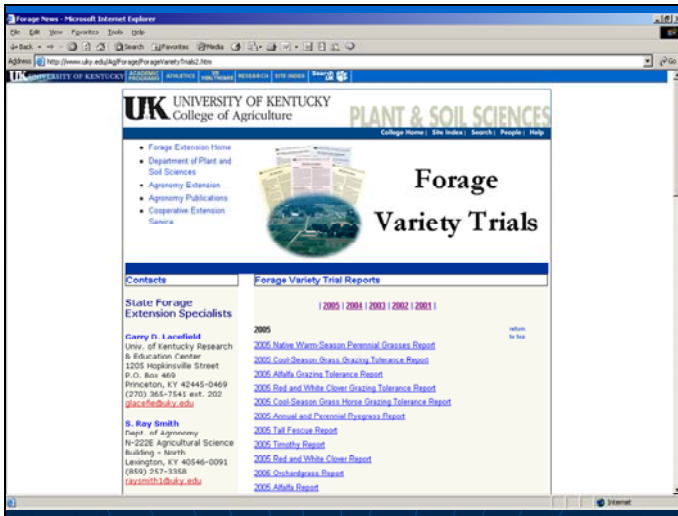 Forage News - Microsoft Internet Explorer
File Edit View Favorites Tools Help
Back Search Favorites Media
Address http://www.uky.edu/Ag/Forage/ForageVarietyTrials2.htm Go
UK UNIVERSITY OF KENTUCKY ACADEMIC PROGRAMS ATHLETICS UK HEALTHCARE RESEARCH SITE INDEX Search UK
UK UNIVERSITY OF KENTUCKY
College of Agriculture
PLANT & SOIL SCIENCES
College Home | Site Index | Search | People | Help
Forage Extension Home
Department of Plant and
Soil Sciences
Agronomy Extension
Agronomy Publications
Cooperative Extension
Service
Forage
Variety Trials
Contacts
State Forage
Extension Specialists
Garry D. Lacefield
Univ. of Kentucky Research
& Education Center
1205 Hopkinsville Street
P.O. Box 469
Princeton, KY 42445-0469
(270) 365-7541 ext. 202
glacefie@uky.edu
S. Ray Smith
Dept. of Agronomy
N-222E Agricultural Science
Building - North
Lexington, KY 40546-0091
(859) 257-3358
raysmith1@uky.edu
Forage Variety Trial Reports
| 2005 | 2004 | 2003 | 2002 | 2001 |
2005
return
to top
2005 Native Warm-Season Perennial Grasses Report
2005 Cool-Season Grass Grazing Tolerance Report
2005 Alfalfa Grazing Tolerance Report
2005 Red and White Clover Grazing Tolerance Report
2005 Cool-Season Grass Horse Grazing Tolerance Report
2005 Annual and Perennial Ryegrass Report
2005 Tall Fescue Report
2005 Timothy Report
2005 Red and White Clover Report
2005 Orchardgrass Report
2005 Alfalfa Report
Internet